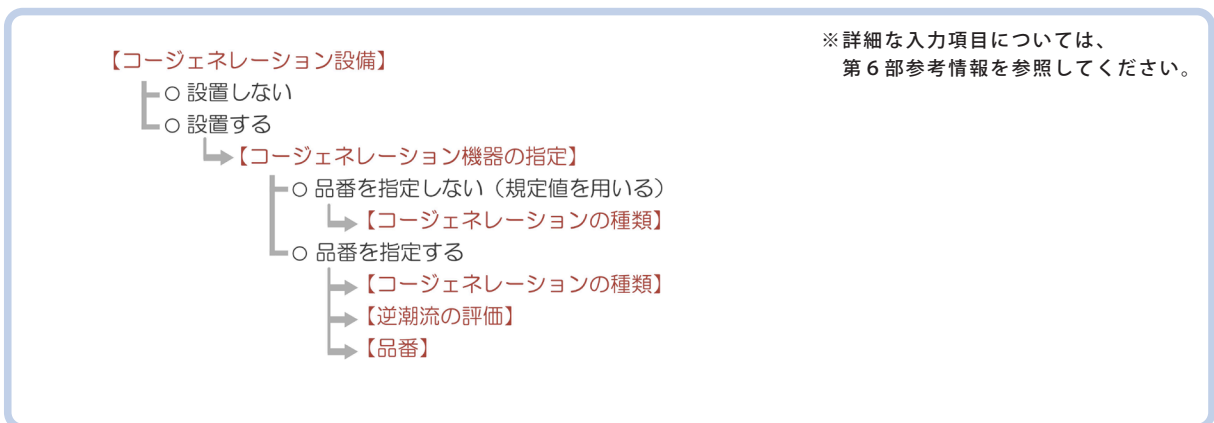 ※詳細な入力項目については、
第６部参考情報を参照してください。
【コージェネレーション設備】
○ 設置しない
○ 設置する
【コージェネレーション機器の指定】
○ 品番を指定しない（規定値を用いる）
【コージェネレーションの種類】
○ 品番を指定する
【コージェネレーションの種類】
【逆潮流の評価】
【品番】